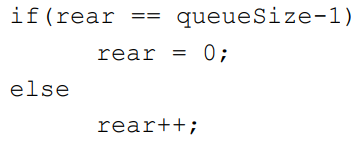 if(rear == queueSize-1)
      rear = 0;
else
      rear++;